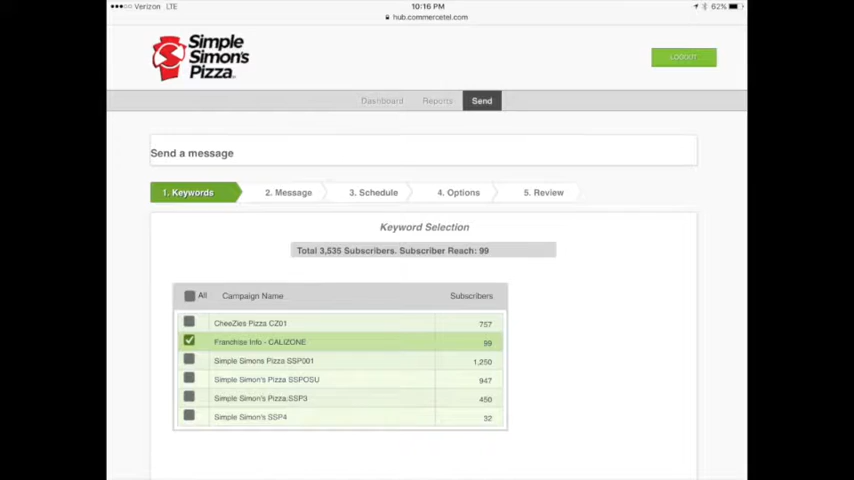 Verizon LTE 10:16 PM 62%
hub.commercetel.com
Simple
Simon's
Pizza
LOGOUT
Dashboard Reports Send
Send a message
1. Keywords 2. Message 3. Schedule 4. Options 5. Review
Keyword Selection
Total 3,535 Subscribers. Subscriber Reach: 99
All Campaign Name Subscribers
CheeZies Pizza CZ01 757
Franchise Info - CALIZONE 99
Simple Simons Pizza SSP001 1,250
Simple Simon's Pizza SSPOSU 947
Simple Simon's Pizza.SSP3 450
Simple Simon's SSP4 32